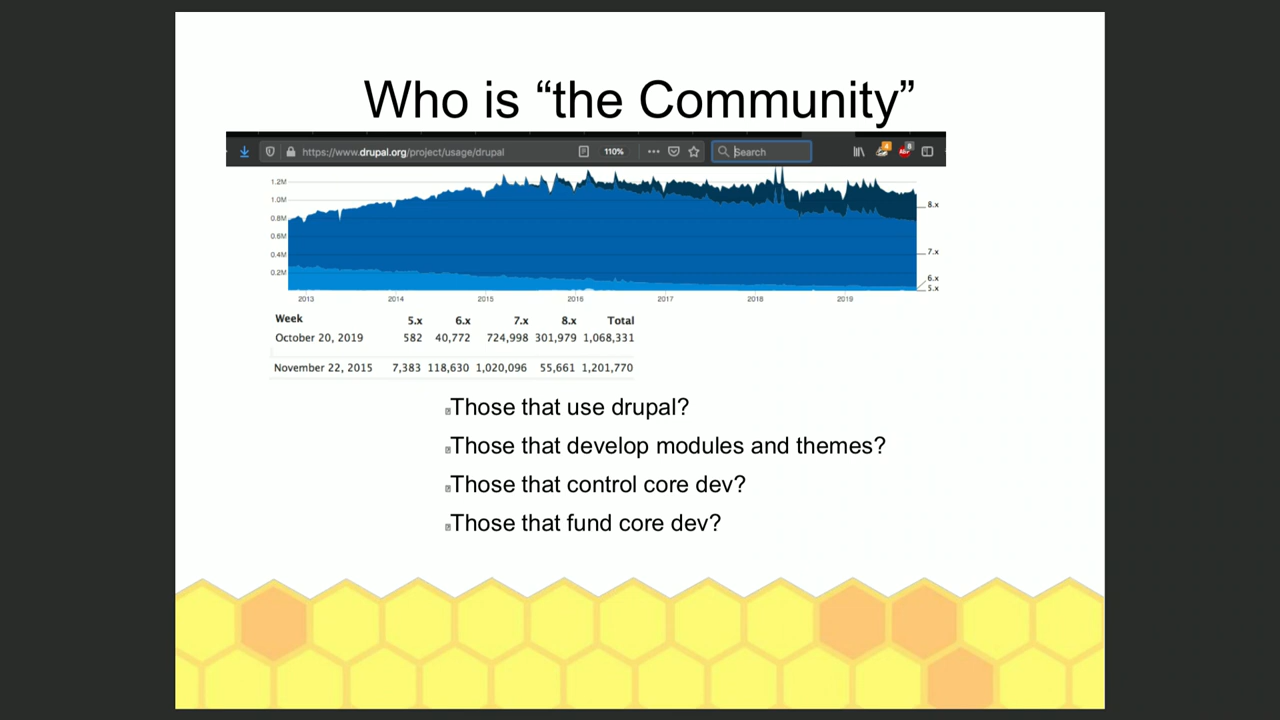 Who is “the Community”
https://www.drupal.org/project/usage/drupal
110%
Search
4
8
ABP
1.2M
1.0M
0.8M
0.6M
0.4M
0.2M
8.x
7.x
6.x
5.x
2013 2014 2015 2016 2017 2018 2019
Week 5.x 6.x 7.x 8.x Total
October 20, 2019 582 40,772 724,998 301,979 1,068,331
November 22, 2015 7,383 118,630 1,020,096 55,661 1,201,770
Those that use drupal?
Those that develop modules and themes?
Those that control core dev?
Those that fund core dev?